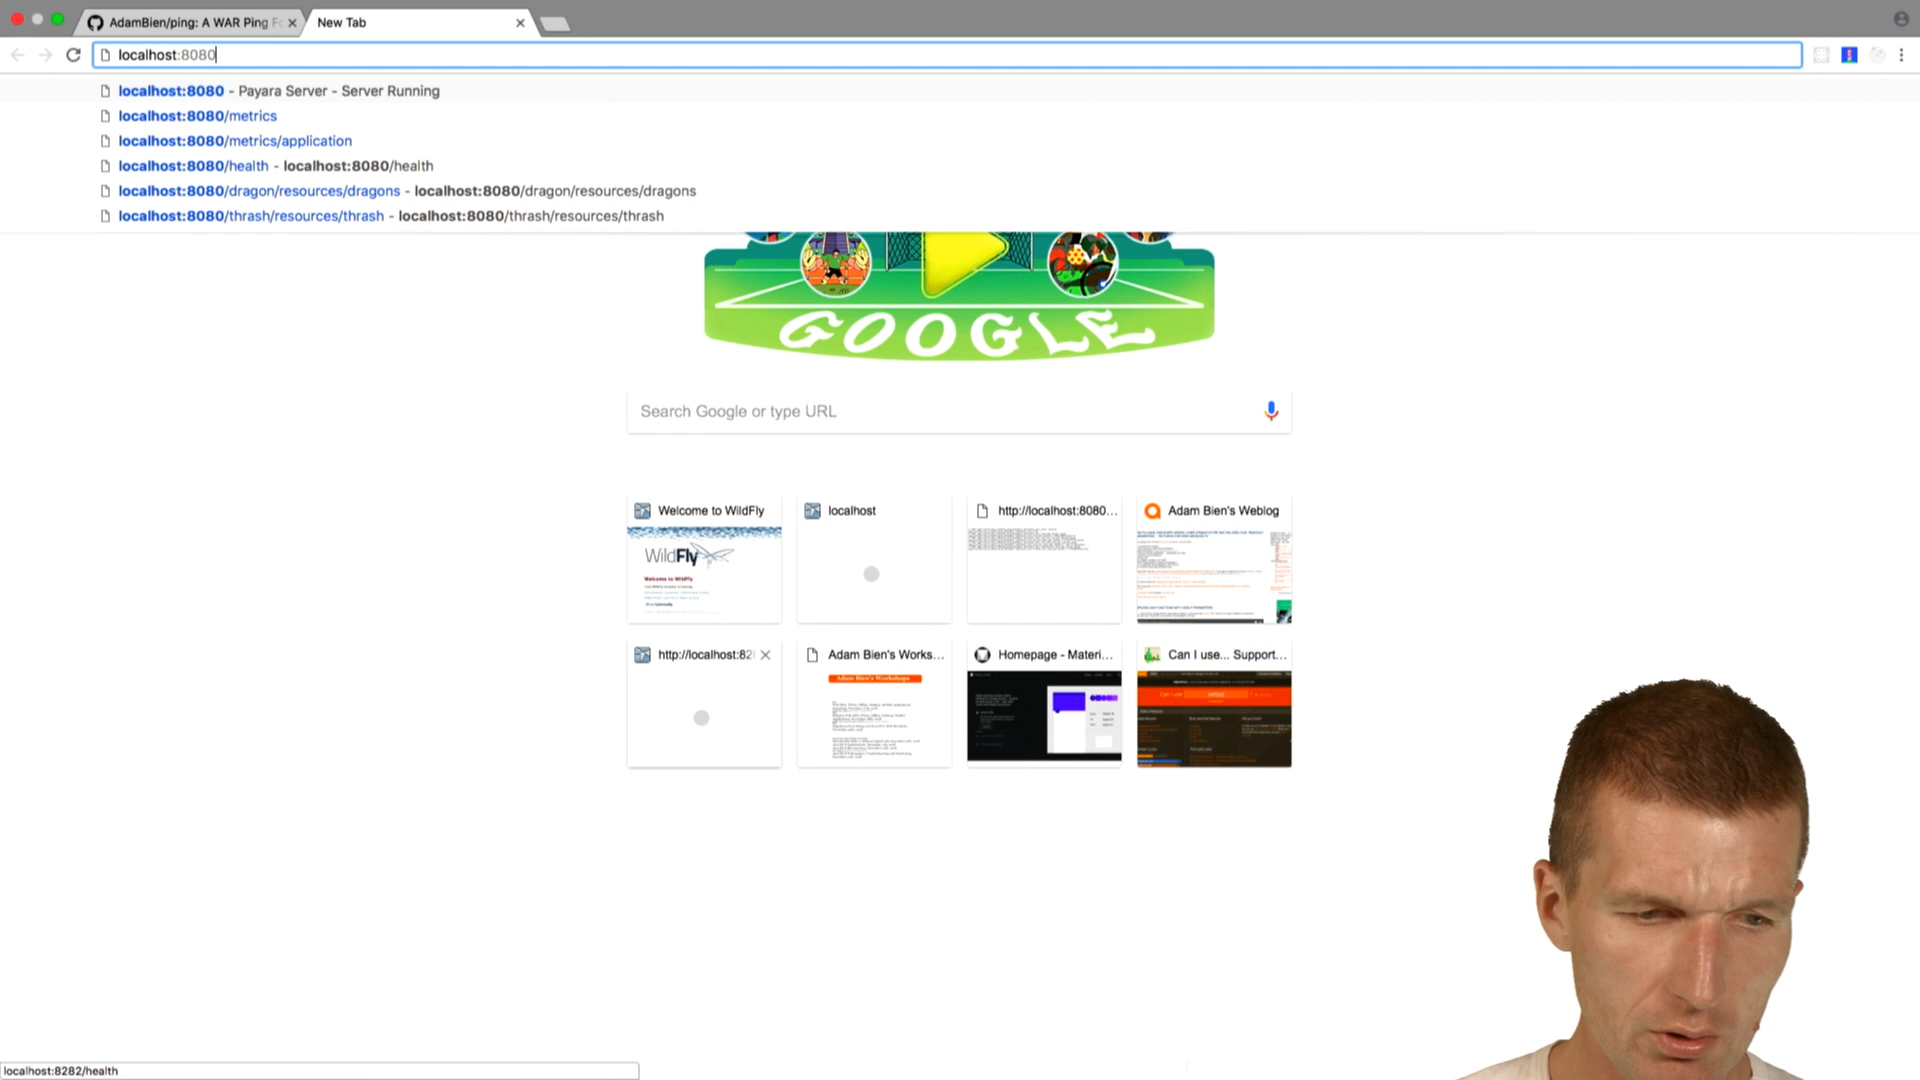 AdamBien/ping: A WAR Ping Fo
New Tab
localhost:8080
localhost:8080 - Payara Server - Server Running
localhost:8080/metrics
localhost:8080/metrics/application
localhost:8080/health - localhost:8080/health
localhost:8080/dragon/resources/dragons - localhost:8080/dragon/resources/dragons
localhost:8080/thrash/resources/thrash - localhost:8080/thrash/resources/thrash
GOOGLE
Search Google or type URL
Welcome to WildFly
localhost
http://localhost:8080...
Adam Bien's Weblog
WildFly
Welcome to WildFly
http://localhost:828
Adam Bien's Works...
Homepage - Materi...
Can I use... Support...
Adam Bien's Workshops
Can I use
localhost:8282/health